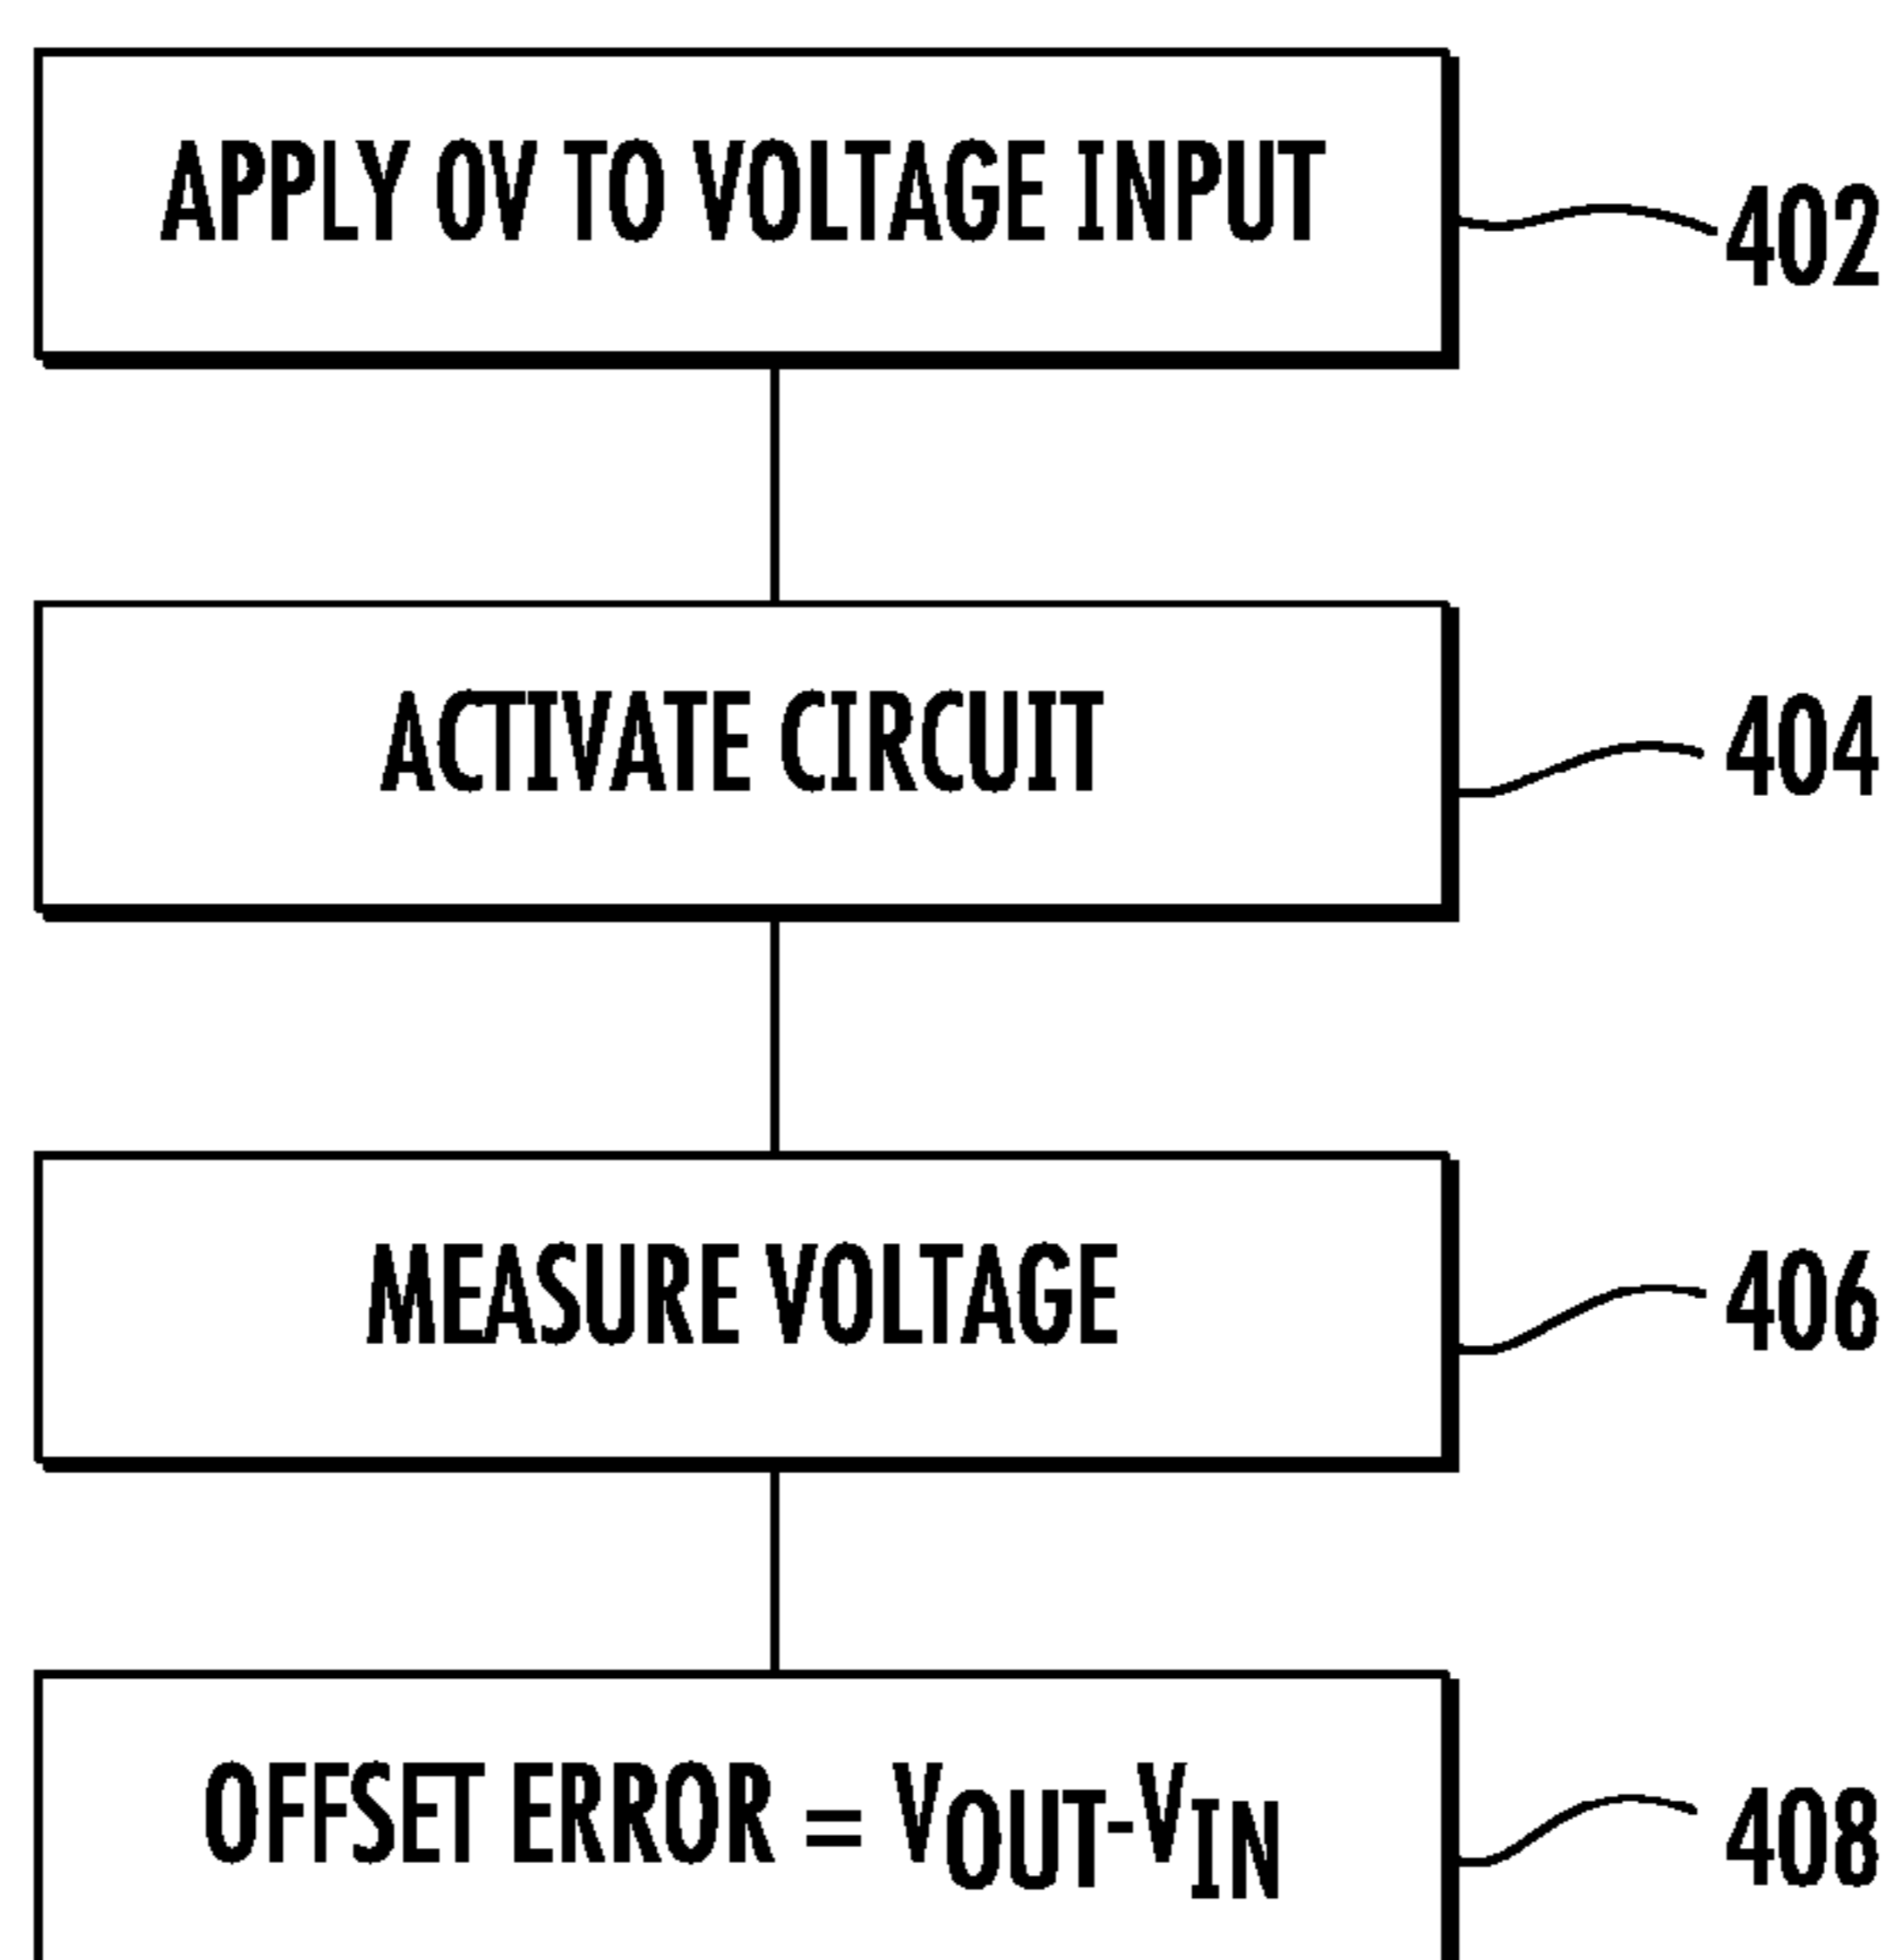 APPLY 0V TO VOLTAGE INPUT
402
ACTIVATE CIRCUIT
404
MEASURE VOLTAGE
406
OFFSET ERROR = VOUT-VIN
408